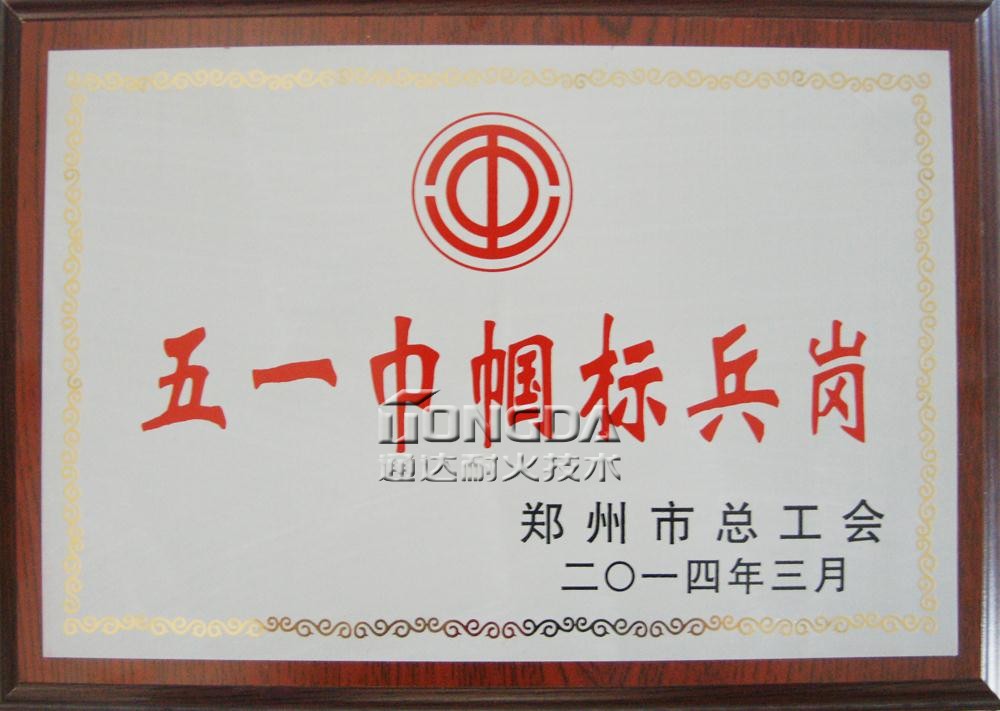 五一巾帼标兵岗
TONGDA
通达耐火技术
郑州市总工会
二〇一四年三月